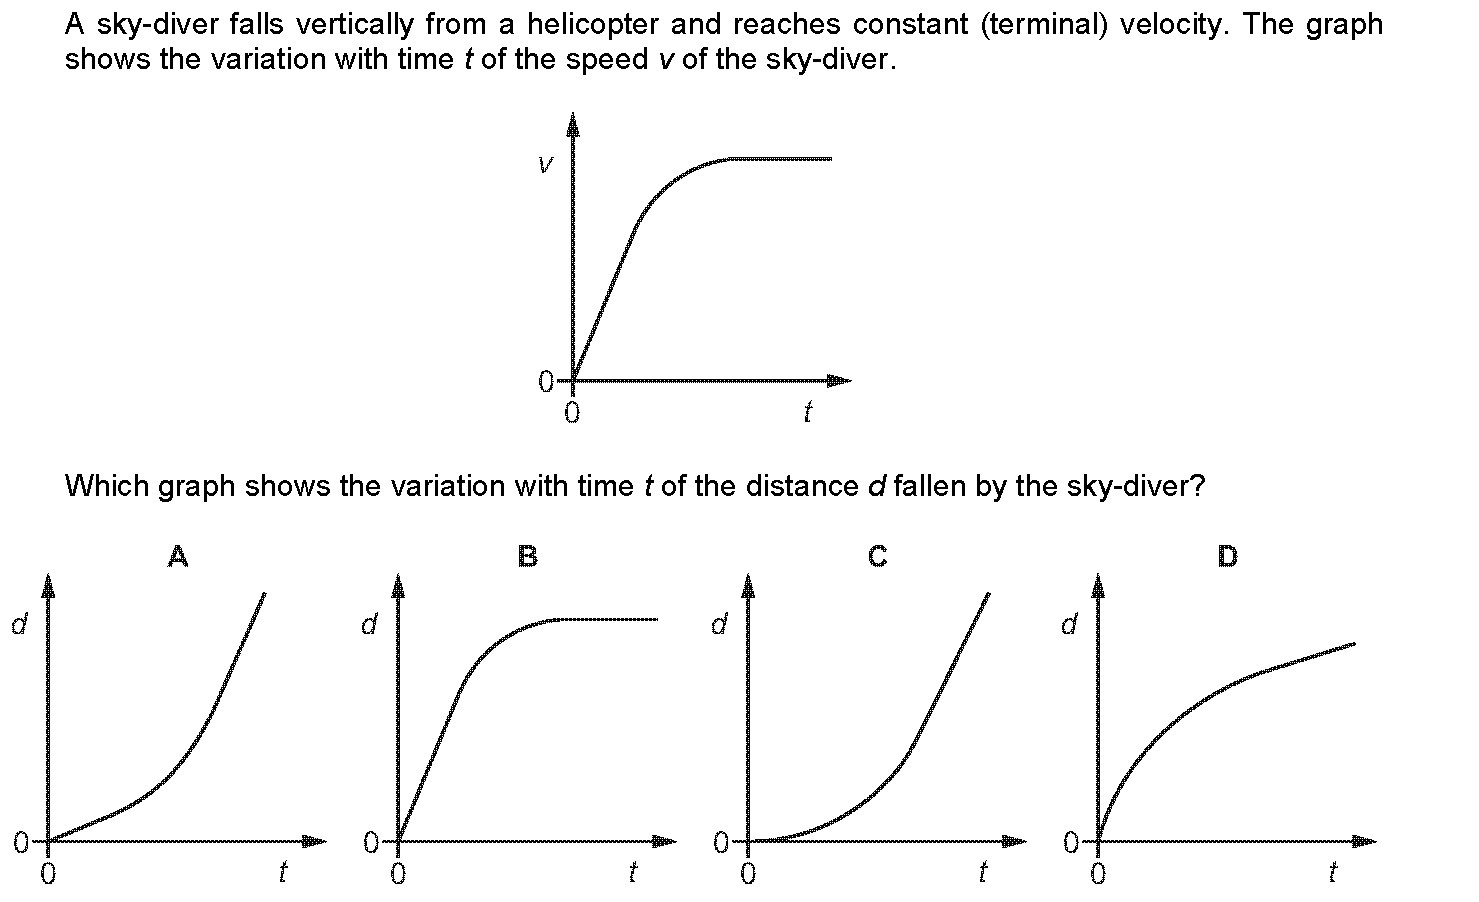 A sky-diver falls vertically from a helicopter and reaches constant (terminal) velocity. The graph
shows the variation with time t of the speed v of the sky-diver.
v
0
0
t
Which graph shows the variation with time t of the distance d fallen by the sky-diver?
A
B
C
D
d
d
d
d
0
0
0
0
0
t
0
t
0
t
0
t